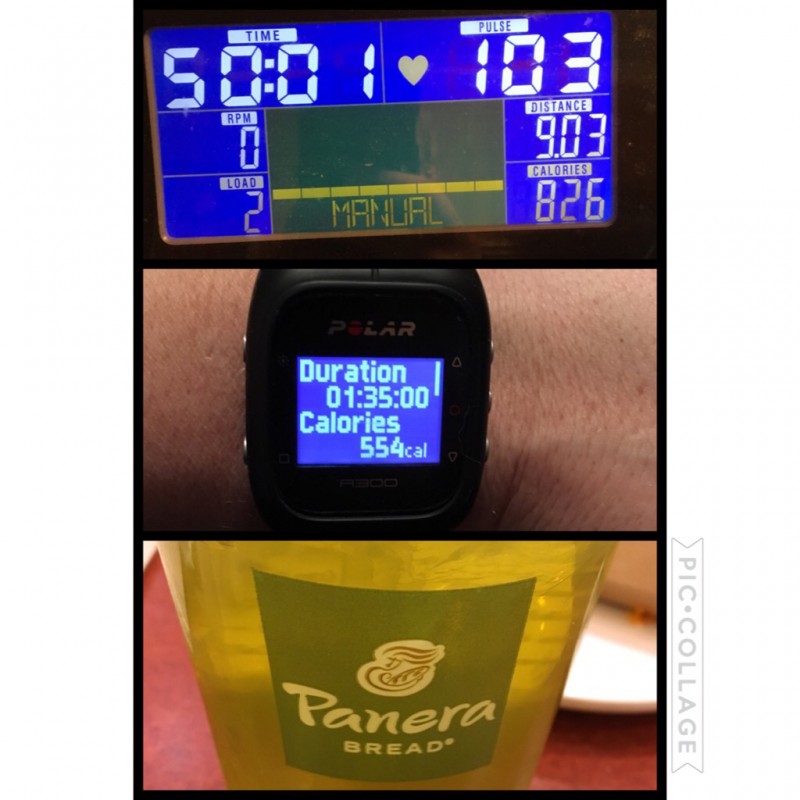 TIME
50:01
PULSE
103
RPM
0
DISTANCE
9.03
LOAD
2
MANUAL
CALORIES
826
POLAR
Duration
01:35:00
Calories
554cal
A300
Panera
BREAD®
PIC•COLLAGE